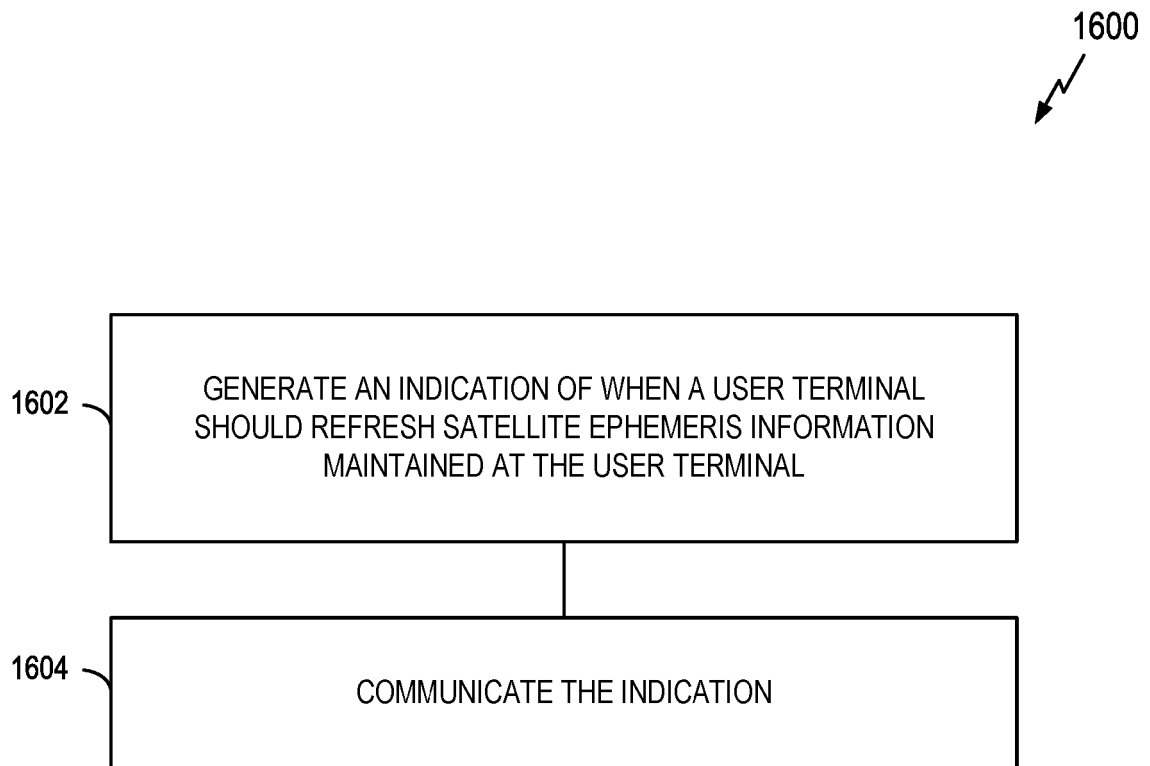 1600
1602
GENERATE AN INDICATION OF WHEN A USER TERMINAL
SHOULD REFRESH SATELLITE EPHEMERIS INFORMATION
MAINTAINED AT THE USER TERMINAL
1604
COMMUNICATE THE INDICATION